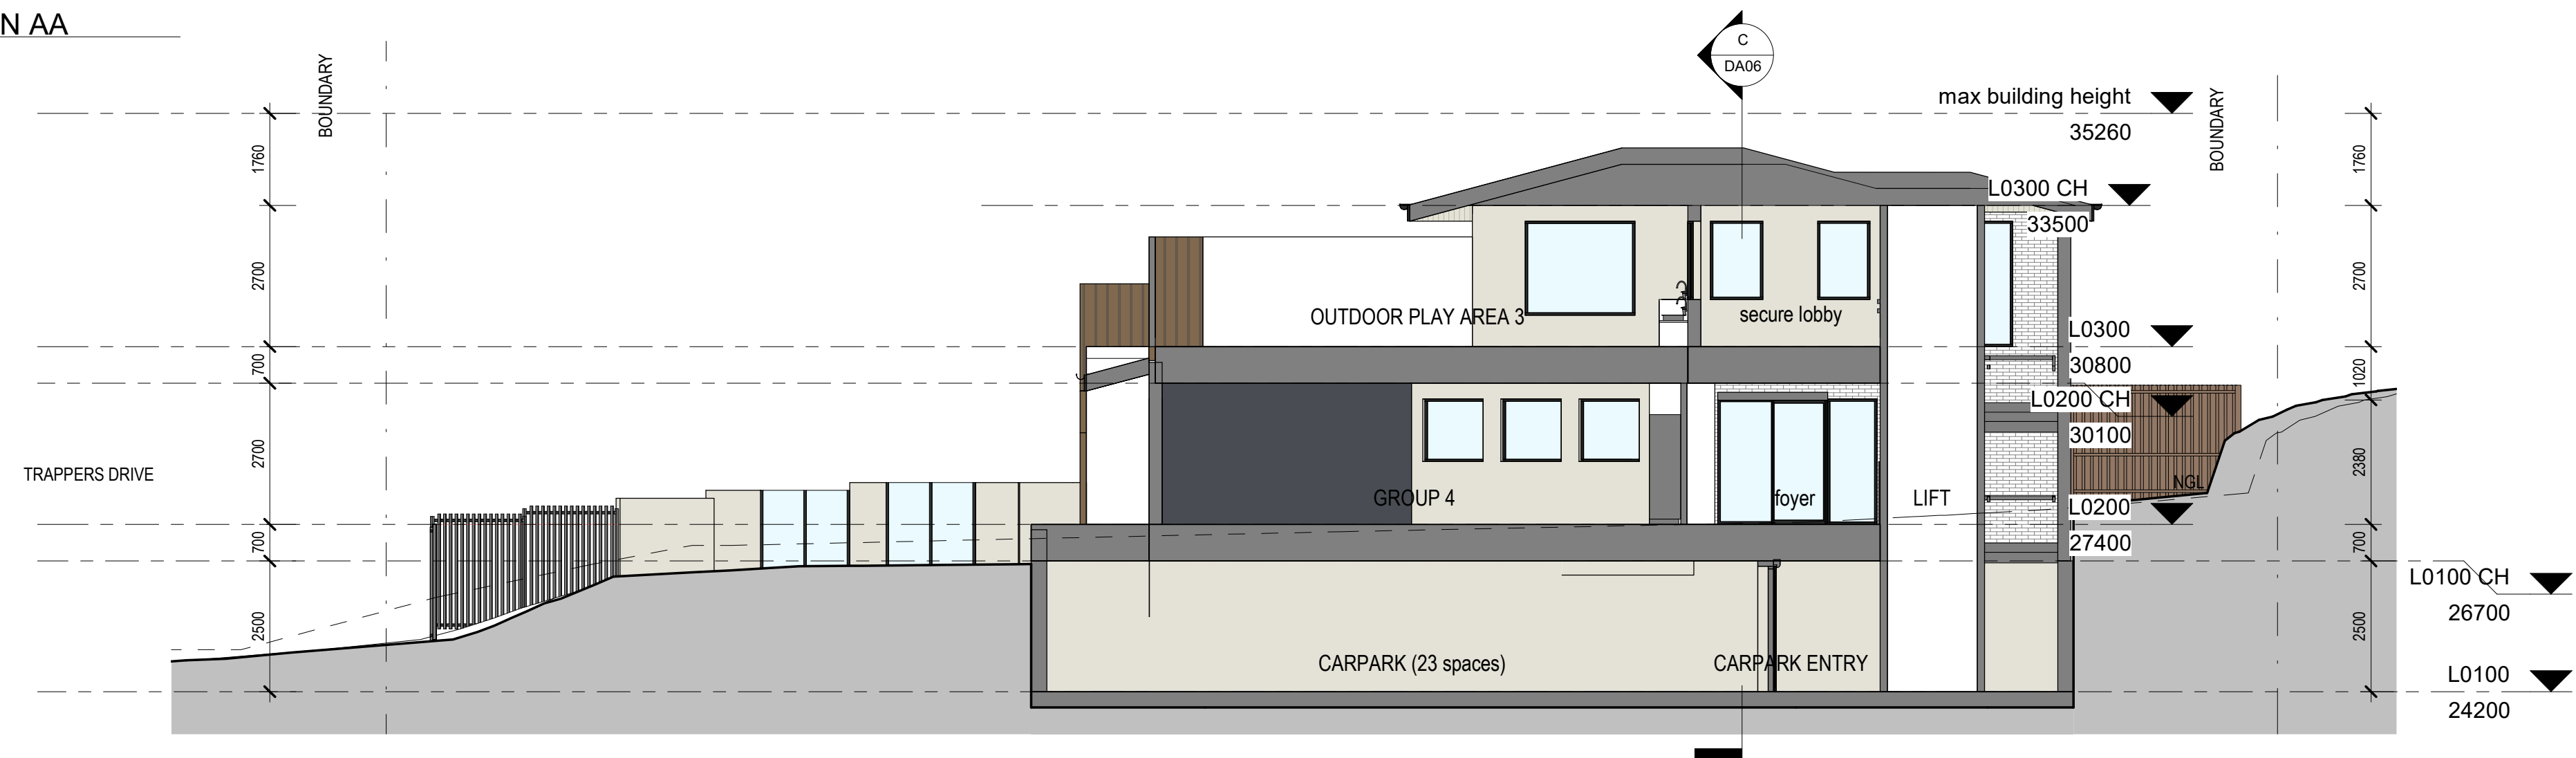 N AA
BOUNDARY
C
DA06
max building height
35260
BOUNDARY
1760
1760
L0300 CH
33500
2700
2700
OUTDOOR PLAY AREA 3
secure lobby
L0300
30800
700
1020
L0200 CH
30100
2700
2380
TRAPPERS DRIVE
GROUP 4
foyer
LIFT
NGL
L0200
27400
700
700
L0100 CH
26700
2500
2500
CARPARK (23 spaces)
CARPARK ENTRY
L0100
24200